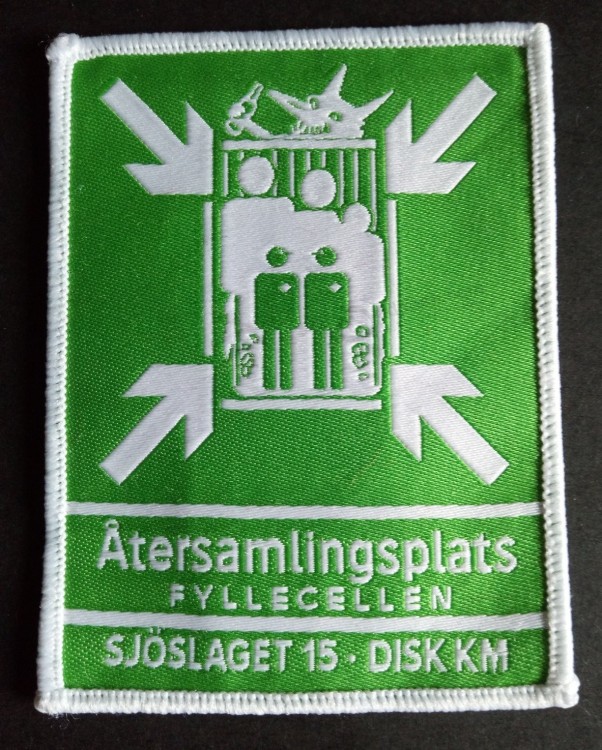 Återsamlingsplats
FYLLECELLEN
SJÖSLAGET 15 · DISK KM